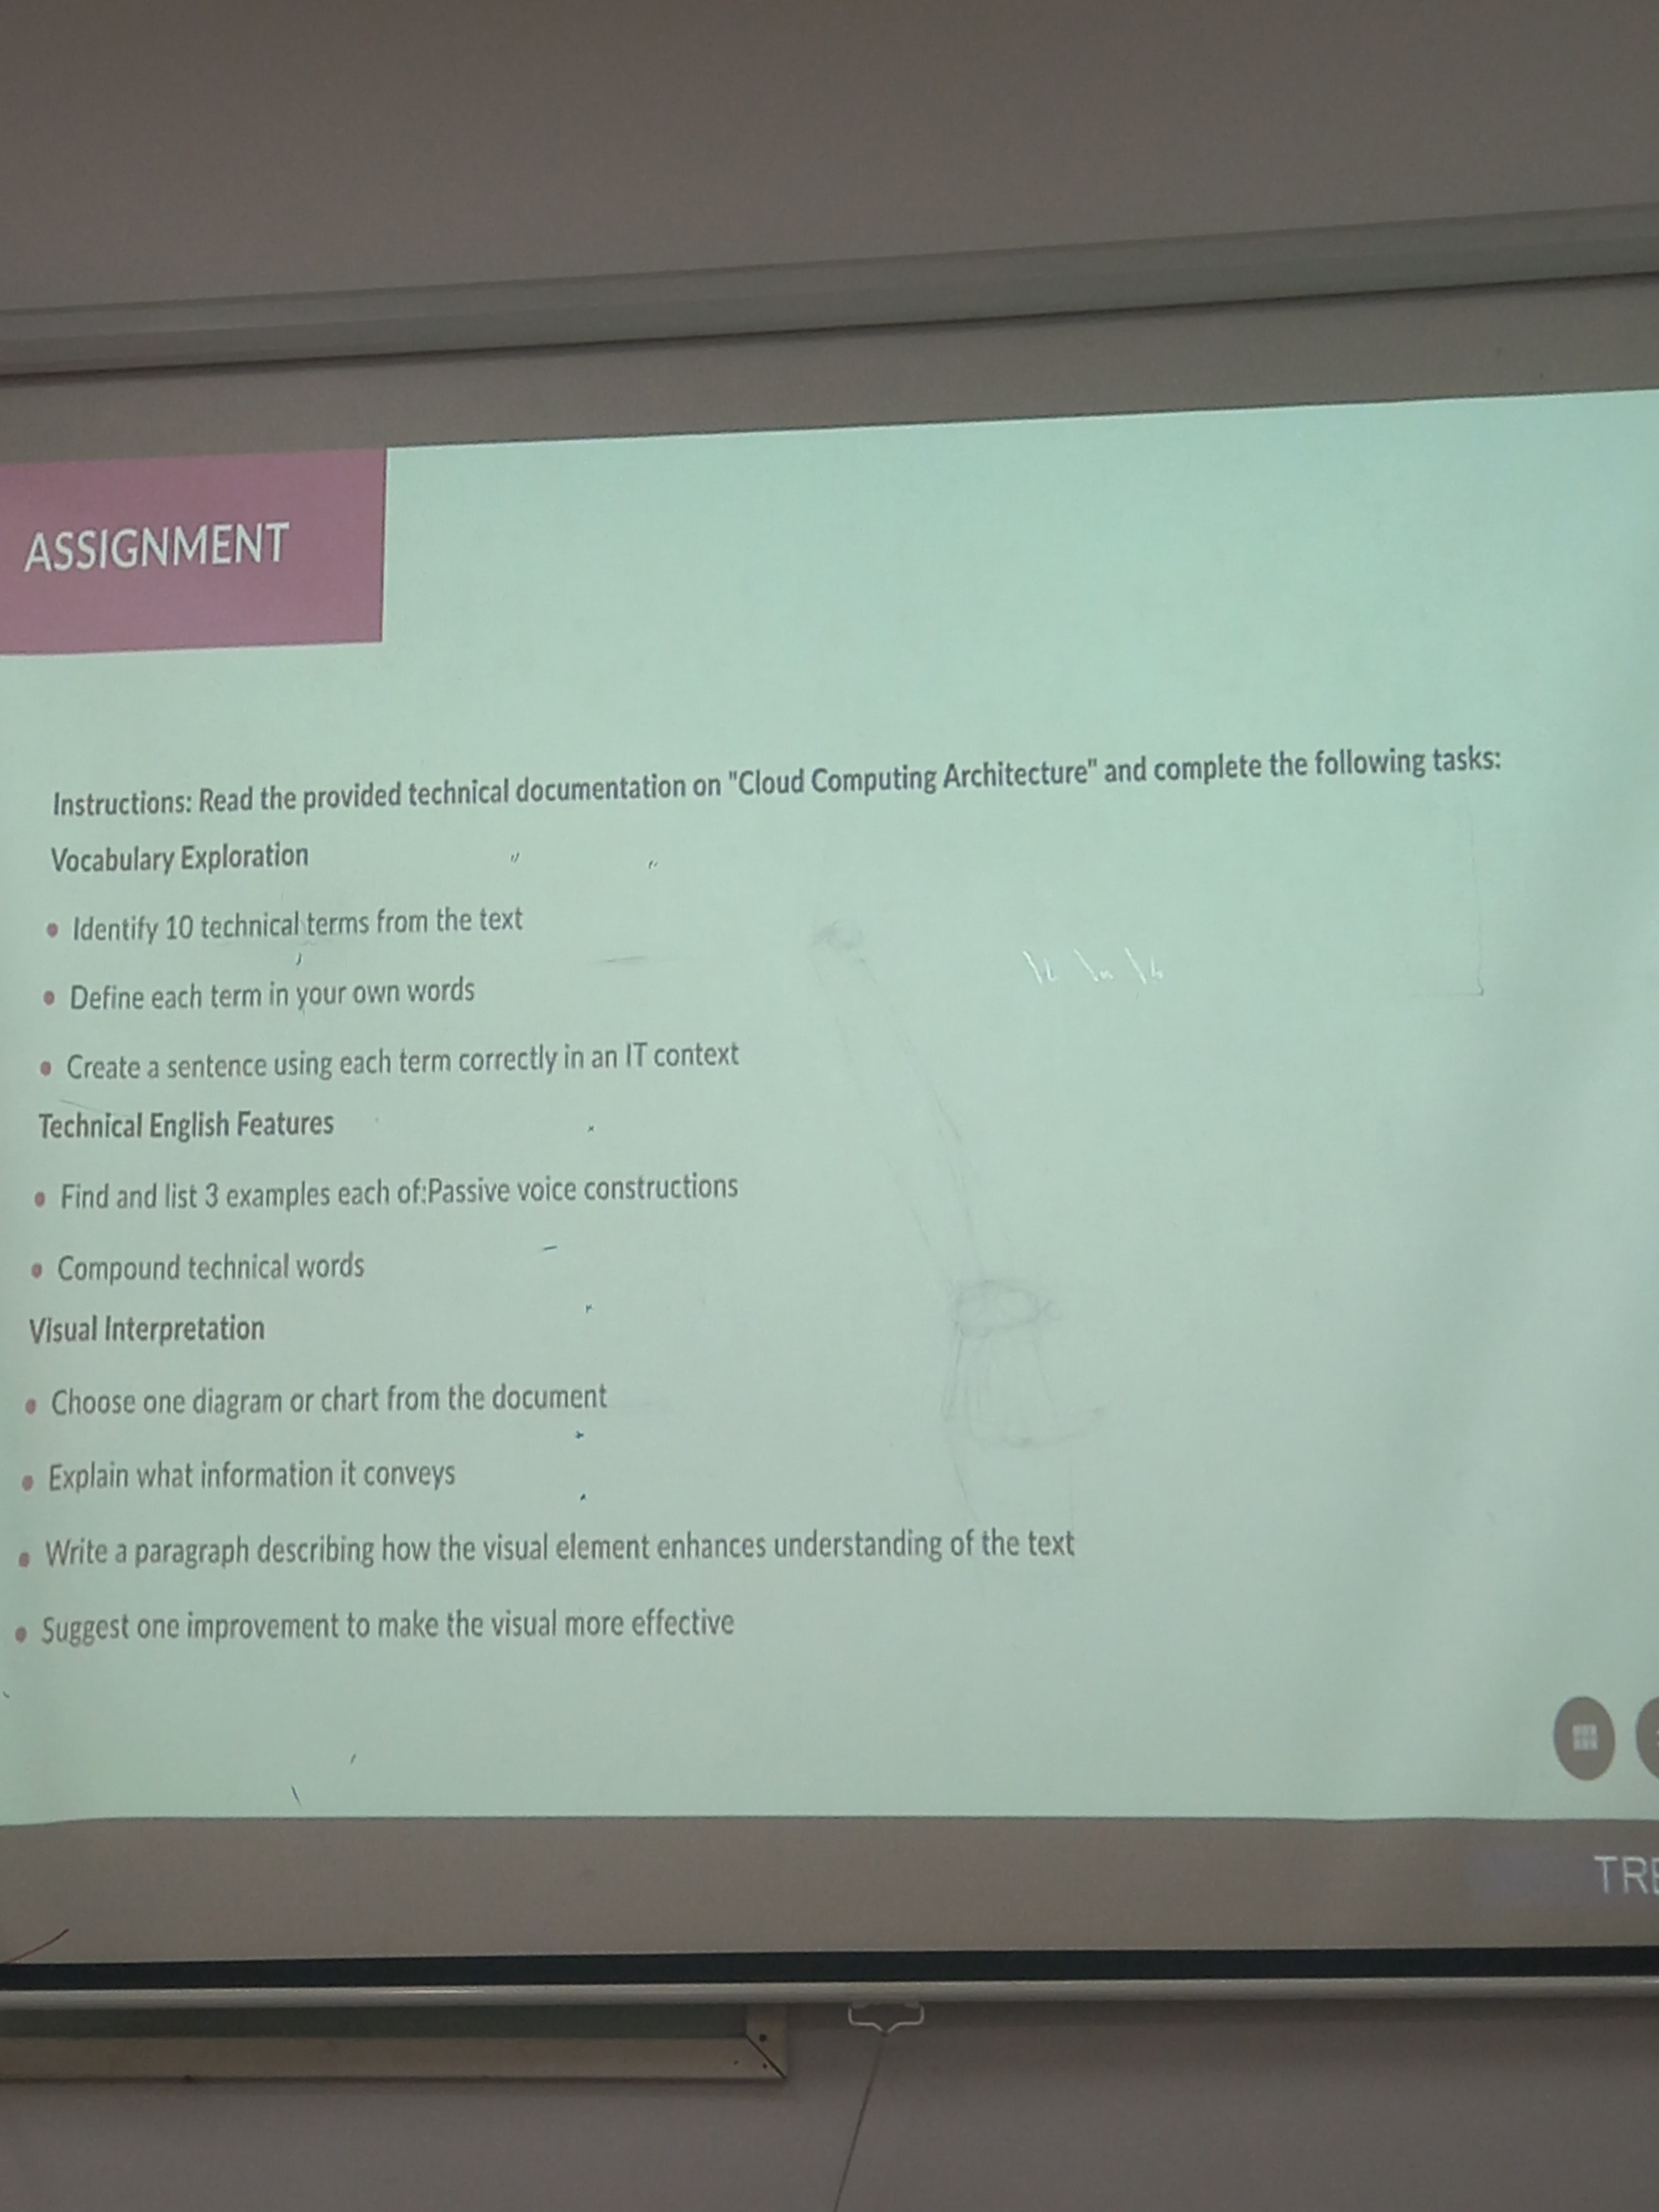 ASSIGNMENT
Instructions: Read the provided technical documentation on "Cloud Computing Architecture" and complete the following tasks:
Vocabulary Exploration
• Identify 10 technical terms from the text
• Define each term in your own words
• Create a sentence using each term correctly in an IT context
Technical English Features
• Find and list 3 examples each of:Passive voice constructions
• Compound technical words
Visual Interpretation
• Choose one diagram or chart from the document
• Explain what information it conveys
• Write a paragraph describing how the visual element enhances understanding of the text
• Suggest one improvement to make the visual more effective